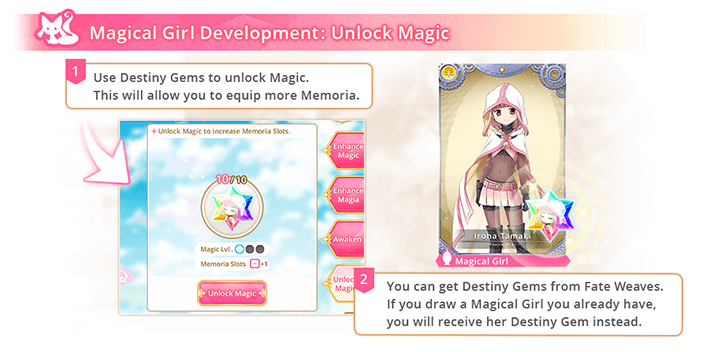 Magical Girl Development: Unlock Magic
1
Use Destiny Gems to unlock Magic.
This will allow you to equip more Memoria.
Unlock Magic to increase Memoria Slots.
10/10
Magic Lvl.
Memoria Slots +1
Unlock Magic
Enhance
Magic
Enhance
Magia
Awaken
Unlock
Magic
Iroha Tamaki
Magical Girl
2
You can get Destiny Gems from Fate Weaves.
If you draw a Magical Girl you already have,
you will receive her Destiny Gem instead.